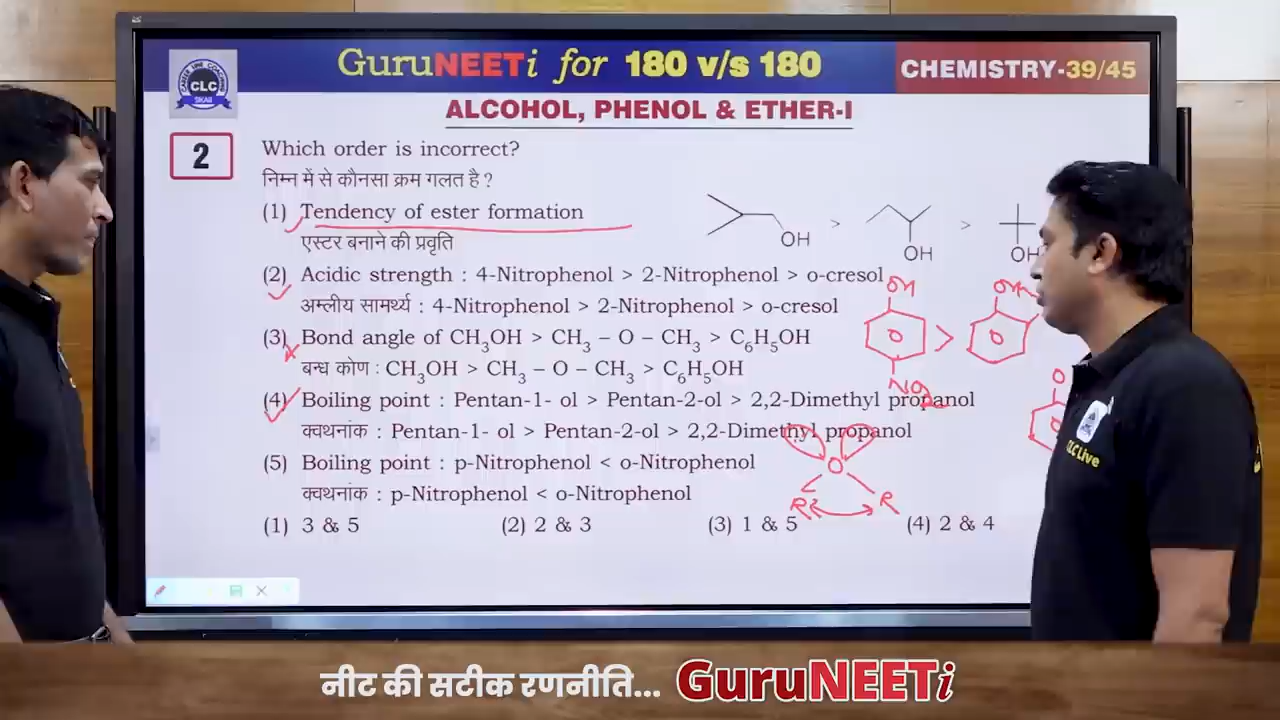 GuruNEETi for 180 v/s 180
CHEMISTRY-39/45
CLC
SIKAR
ALCOHOL, PHENOL & ETHER-I
2
Which order is incorrect?
निम्न में से कौनसा क्रम गलत है ?
(1) Tendency of ester formation
OH > OH > OH
एस्टर बनाने की प्रवृति
(2) Acidic strength : 4-Nitrophenol > 2-Nitrophenol > o-cresol
अम्लीय सामर्थ्य : 4-Nitrophenol > 2-Nitrophenol > o-cresol
OH
>
NO2
(3) Bond angle of CH3OH > CH3 – O – CH3 > C6H5OH
बन्ध कोण : CH3OH > CH3 – O – CH3 > C6H5OH
(4) Boiling point : Pentan-1- ol > Pentan-2-ol > 2,2-Dimethyl propanol
क्वथनांक : Pentan-1- ol > Pentan-2-ol > 2,2-Dimethyl propanol
(5) Boiling point : p-Nitrophenol < o-Nitrophenol
क्वथनांक : p-Nitrophenol < o-Nitrophenol
O
R R
(1) 3 & 5 (2) 2 & 3 (3) 1 & 5 (4) 2 & 4
CLC Live
नीट की सटीक रणनीति... GuruNEETi